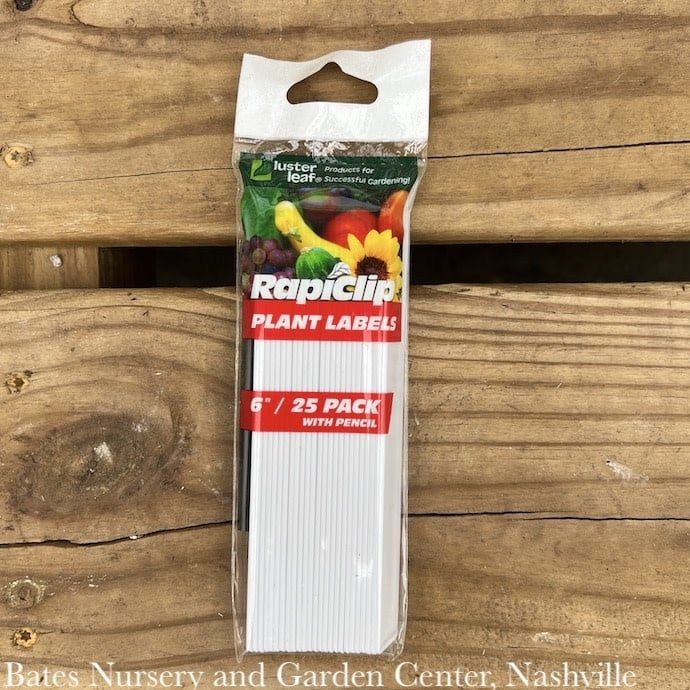 luster
leaf® Products for
Successful Gardening!
RapiClip
PLANT LABELS
6" / 25 PACK
WITH PENCIL
Bates Nursery and Garden Center, Nashville